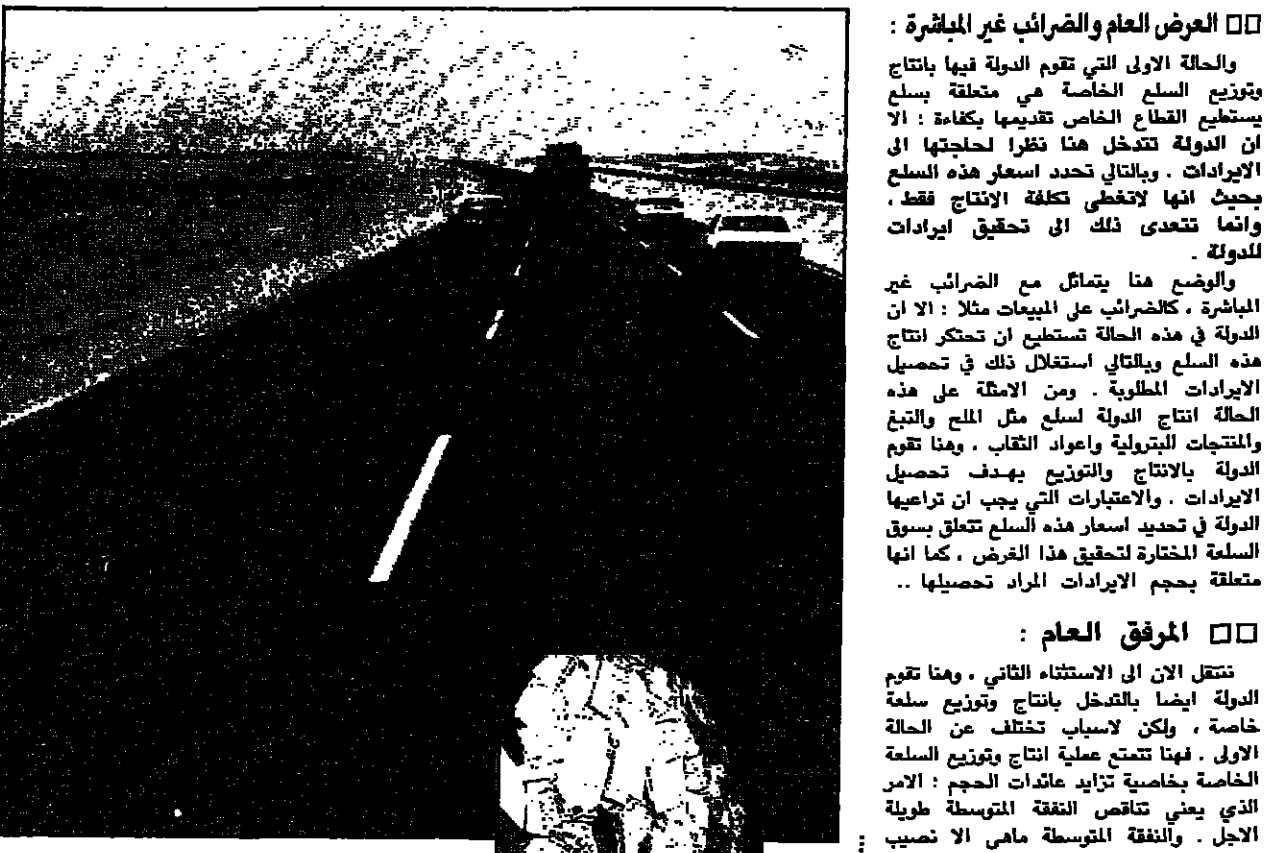 □□ العرض العام والضرائب غير المباشرة :
والحالة الاولى التي تقوم الدولة فيها بانتاج
وتوزيع السلع الخاصة هي متعلقة بسلع
يستطيع القطاع الخاص تقديمها بكفاءة : الا
ان الدولة تتدخل هنا نظرا لحاجتها الى
الايرادات . وبالتالي تحدد اسعار هذه السلع
بحيث انها لاتغطى تكلفة الانتاج فقط ،
وانما تتعدى ذلك الى تحقيق ايرادات
للدولة .
والوضع هنا يتماثل مع الضرائب غير
المباشرة ، كالضرائب على المبيعات مثلا : الا ان
الدولة في هذه الحالة تستطيع ان تحتكر انتاج
هذه السلع وبالتالي استغلال ذلك في تحصيل
الايرادات المطلوبة . ومن الامثلة على هذه
الحالة انتاج الدولة لسلع مثل الملح والتبغ
والمنتجات البترولية واعواد الثقاب . وهنا تقوم
الدولة بالانتاج والتوزيع بهدف تحصيل
الايرادات . والاعتبارات التي يجب ان تراعيها
الدولة في تحديد اسعار هذه السلع تتعلق بسوق
السلعة المختارة لتحقيق هذا الغرض ، كما انها
متعلقة بحجم الايرادات المراد تحصيلها ..
□□ المرفق العام :
ننتقل الان الى الاستثناء الثاني ، وهنا تقوم
الدولة ايضا بالتدخل بانتاج وتوزيع سلعة
خاصة ، ولكن لاسباب تختلف عن الحالة
الاولى . فهنا تتمتع عملية انتاج وتوزيع السلعة
الخاصة بخاصية تزايد عائدات الحجم : الامر
الذي يعني تناقص النفقة المتوسطة طويلة
الاجل . والنفقة المتوسطة ماهى الا نصيب